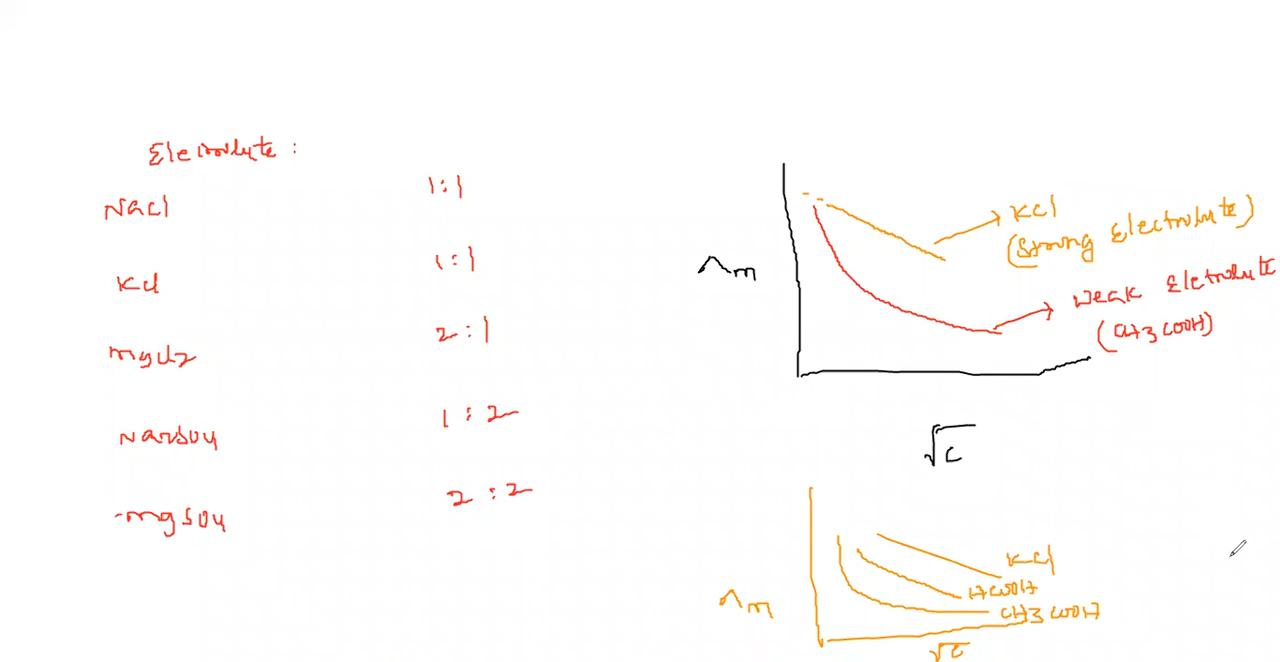 Electrolyte :
NaCl 1:1
KCl 1:1
MgCl2 2:1
Na2SO4 1:2
MgSO4 2:2
Λm
KCl
(Strong Electrolyte)
Weak Electrolyte
(CH3COOH)
√C
Λm
KCl
HCOOH
CH3COOH
√C